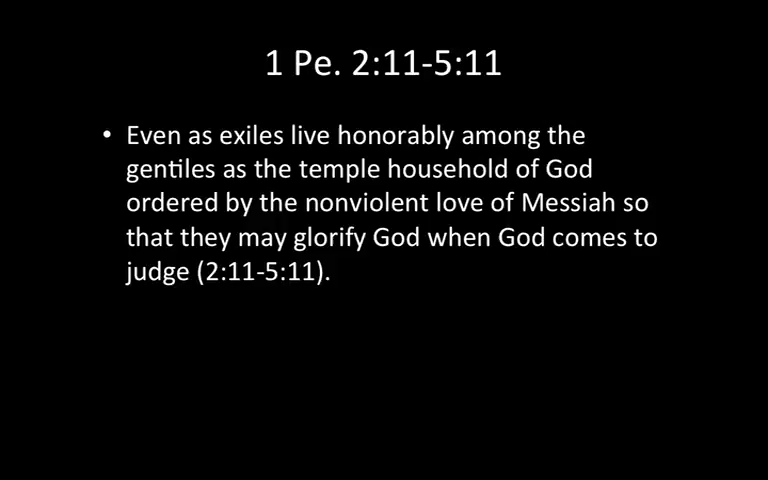 1 Pe. 2:11-5:11
• Even as exiles live honorably among the
gentiles as the temple household of God
ordered by the nonviolent love of Messiah so
that they may glorify God when God comes to
judge (2:11-5:11).